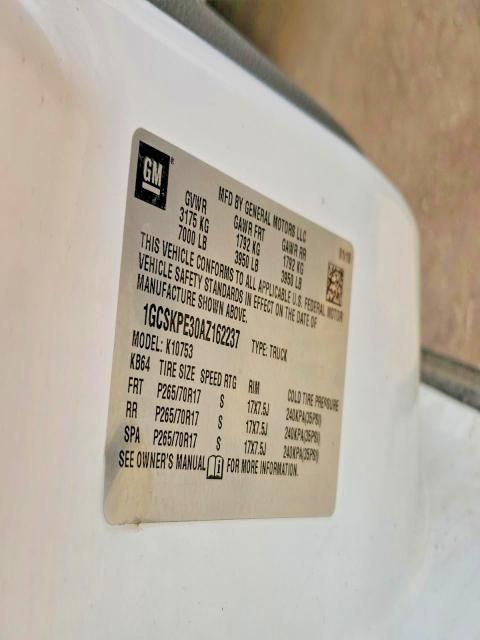 GM
MFD BY GENERAL MOTORS LLC
GVWR GAWR FRT GAWR RR
3175 KG 1792 KG 1792 KG
7000 LB 3950 LB 3950 LB
THIS VEHICLE CONFORMS TO ALL APPLICABLE U.S. FEDERAL MOTOR
VEHICLE SAFETY STANDARDS IN EFFECT ON THE DATE OF
MANUFACTURE SHOWN ABOVE.
1GCSKPE30AZ162237 TYPE: TRUCK
MODEL: K10753
KB64 TIRE SIZE SPEED RTG RIM COLD TIRE PRESSURE
FRT P265/70R17 S 17X7.5J 240KPA(35PSI)
RR P265/70R17 S 17X7.5J 240KPA(35PSI)
SPA P265/70R17 S 17X7.5J 240KPA(35PSI)
SEE OWNER'S MANUAL FOR MORE INFORMATION.